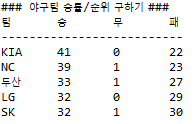 ### 야구팀 승률/순위 구하기 ###
팀 승 무 패
------------------------------
KIA 41 0 22
NC 39 1 23
두산 33 1 27
LG 32 0 29
SK 32 1 30